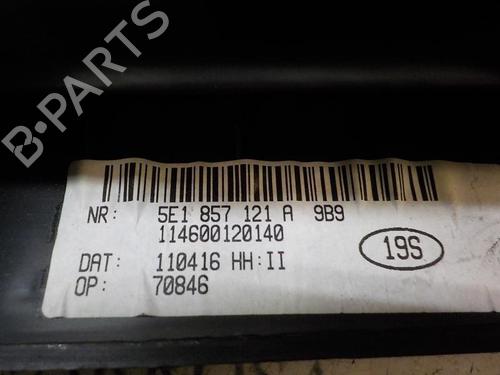 NR: 5E1 857 121 A 9B9
114600120140
19S
DAT: 110416 HH:II
OP: 70846
B-PARTS